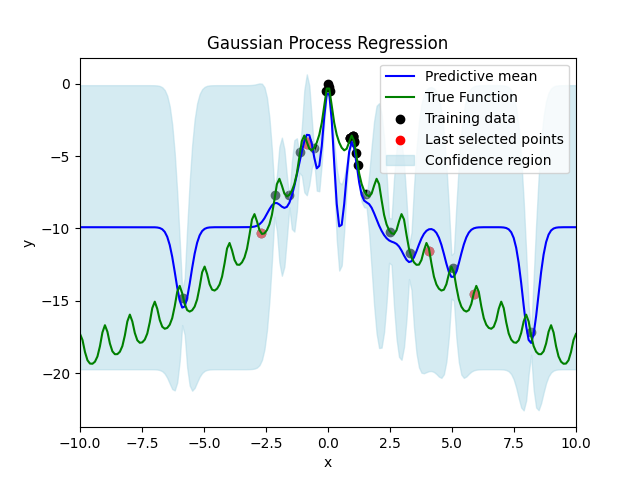 Gaussian Process Regression
Predictive mean
True Function
Training data
Last selected points
Confidence region
y
0
−5
−10
−15
−20
−10.0 −7.5 −5.0 −2.5 0.0 2.5 5.0 7.5 10.0
x